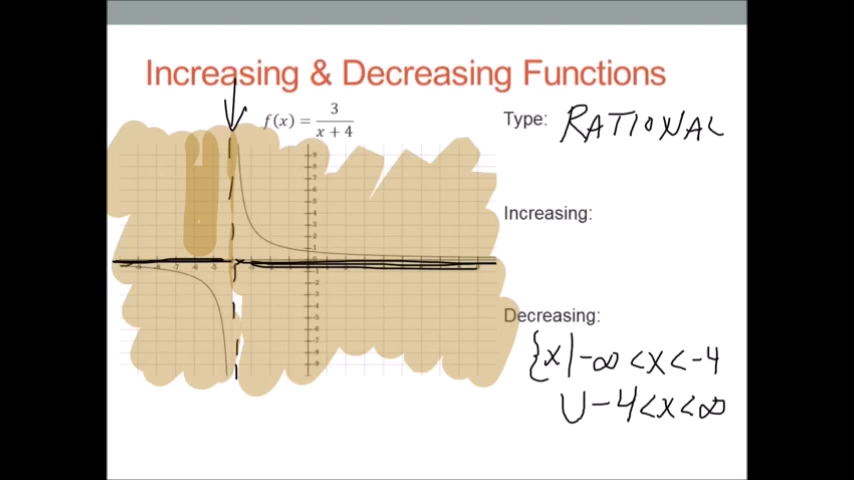 Increasing & Decreasing Functions
f(x) = 3/(x + 4)
Type: RATIONAL
Increasing:
Decreasing:
{x|-∞<x<-4
∪-4<x<∞